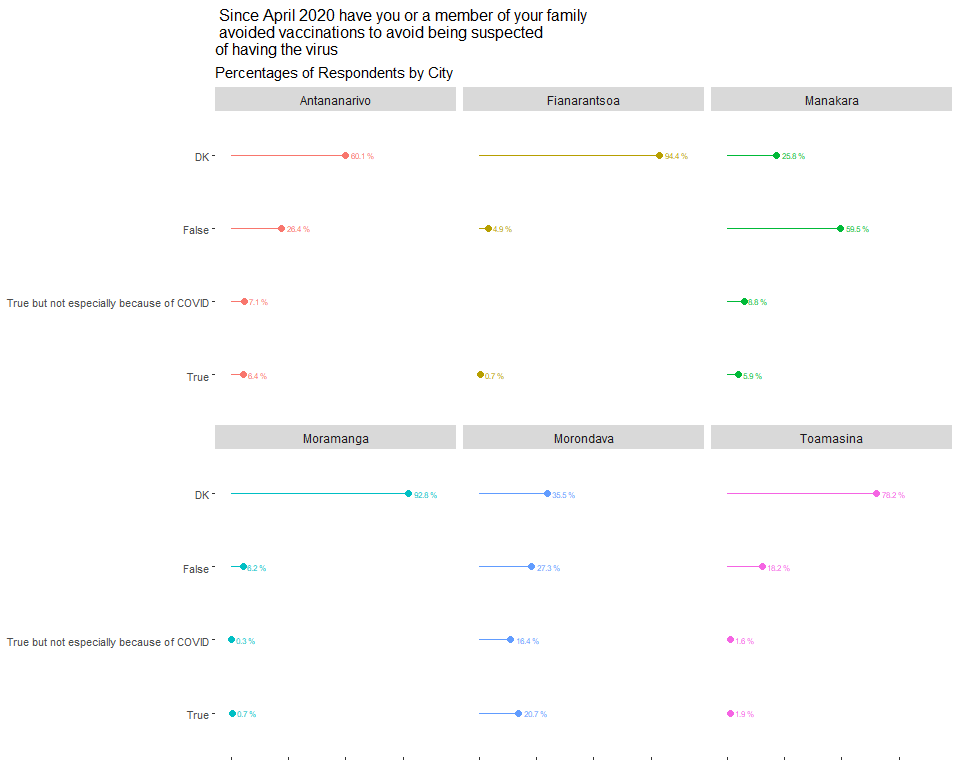 Since April 2020 have you or a member of your family
avoided vaccinations to avoid being suspected
of having the virus
Percentages of Respondents by City
Antananarivo Fianarantsoa Manakara
DK 60.1 % 94.4 % 25.8 %
False 26.4 % 4.9 % 59.5 %
True but not especially because of COVID 7.1 % 8.8 %
True 6.4 % 0.7 % 5.9 %
Moramanga Morondava Toamasina
DK 92.8 % 35.5 % 78.2 %
False 6.2 % 27.3 % 18.2 %
True but not especially because of COVID 0.3 % 16.4 % 1.6 %
True 0.7 % 20.7 % 1.9 %